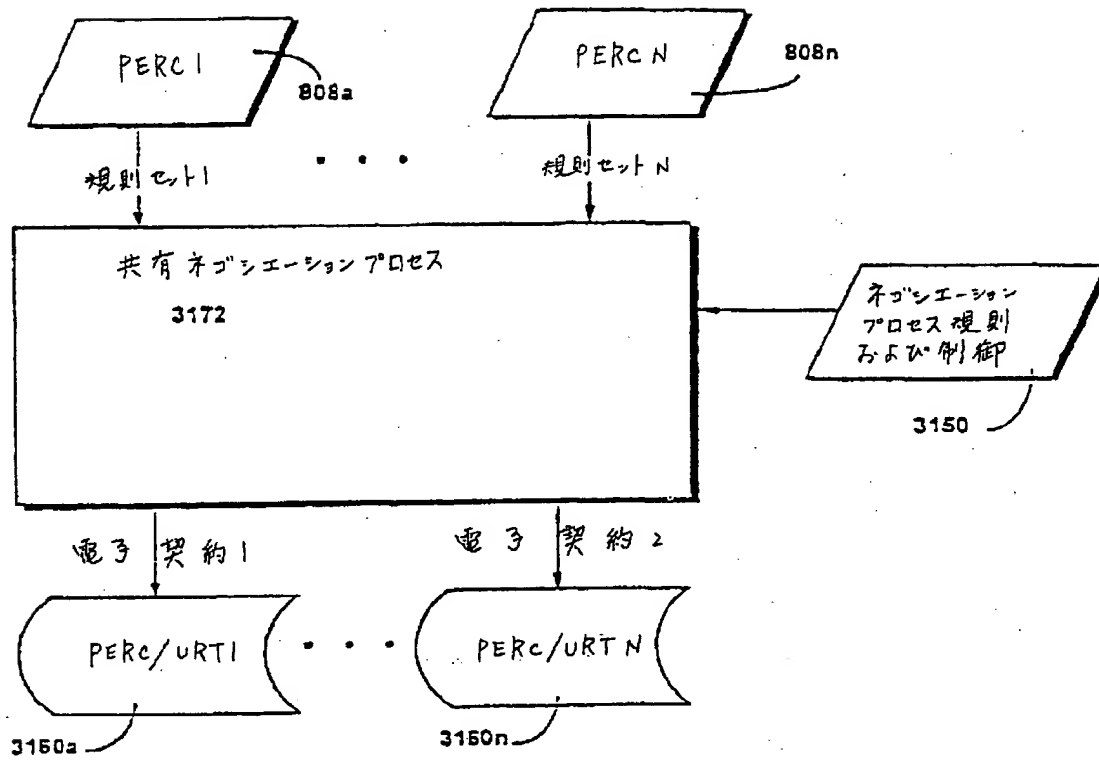 PERC 1
808a
PERC N
808n
規則セット1
規則セット N
共有ネゴシエーションプロセス
3172
ネゴシエーション
プロセス規則
および制御
3150
電子契約1
電子契約2
PERC/URT1
PERC/URT N
3160a
3160n